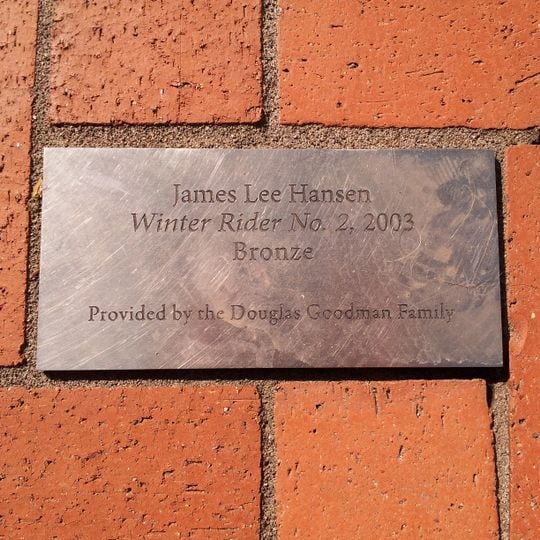 James Lee Hansen
Winter Rider No. 2, 2003
Bronze
Provided by the Douglas Goodman Family